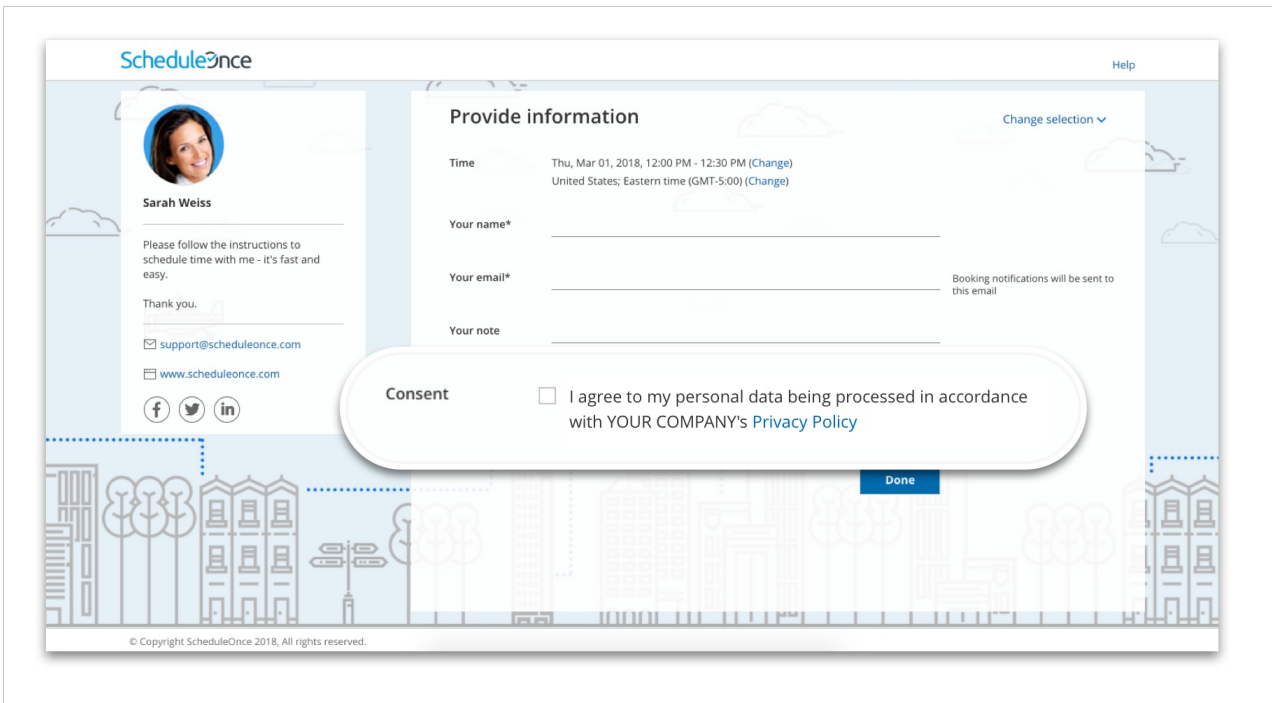 ScheduleOnce
Help
Sarah Weiss
Please follow the instructions to
schedule time with me - it's fast and
easy.
Thank you.
support@scheduleonce.com
www.scheduleonce.com
Provide information
Change selection
Time
Thu, Mar 01, 2018, 12:00 PM - 12:30 PM (Change)
United States; Eastern time (GMT-5:00) (Change)
Your name*
Your email*
Booking notifications will be sent to
this email
Your note
Consent
I agree to my personal data being processed in accordance
with YOUR COMPANY's Privacy Policy
Done
© Copyright ScheduleOnce 2018, All rights reserved.